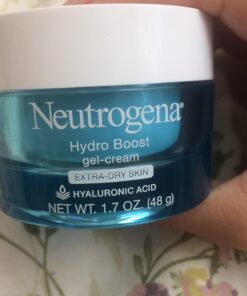 Neutrogena®
Hydro Boost
gel-cream
EXTRA-DRY SKIN
HYALURONIC ACID
NET WT. 1.7 OZ. (48 g)